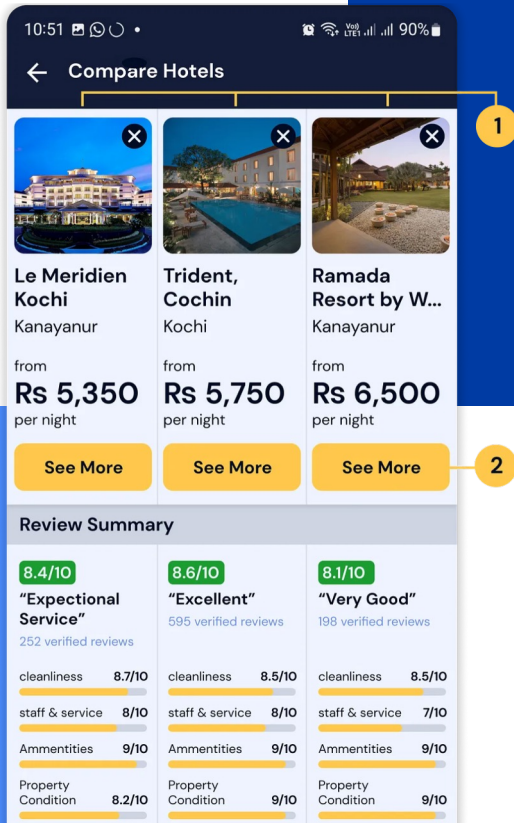 10:51
Vo)) LTE1 90%
Compare Hotels
1
Le Meridien
Kochi
Kanayanur
from
Rs 5,350
per night
See More
Trident,
Cochin
Kochi
from
Rs 5,750
per night
See More
Ramada
Resort by W...
Kanayanur
from
Rs 6,500
per night
See More
2
Review Summary
8.4/10
“Expectional
Service”
252 verified reviews
cleanliness 8.7/10
staff & service 8/10
Ammentities 9/10
Property
Condition 8.2/10
8.6/10
“Excellent”
595 verified reviews
cleanliness 8.5/10
staff & service 8/10
Ammentities 9/10
Property
Condition 9/10
8.1/10
“Very Good”
198 verified reviews
cleanliness 8.5/10
staff & service 7/10
Ammentities 9/10
Property
Condition 9/10